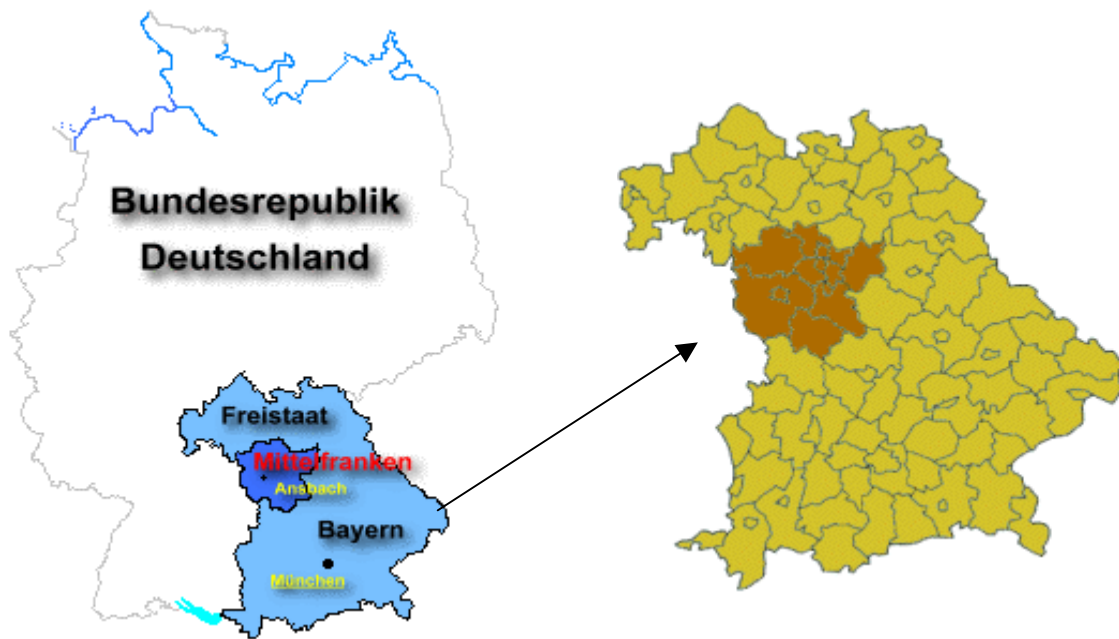 Bundesrepublik
Deutschland
Freistaat
Mittelfranken
Ansbach
Bayern
München